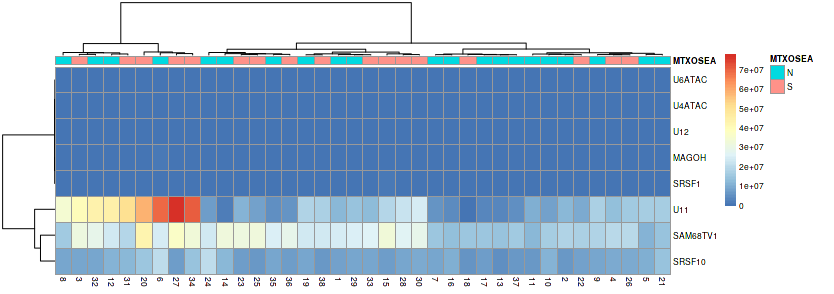 MTXOSEA
U6ATAC
U4ATAC
U12
MAGOH
SRSF1
U11
SAM68TV1
SRSF10
8 3 32 12 31 20 6 27 34 24 14 23 25 35 36 19 38 1 29 33 15 28 30 7 16 18 17 13 37 11 10 2 22 9 4 26 5 21
7e+07
6e+07
5e+07
4e+07
3e+07
2e+07
1e+07
0
MTXOSEA
N
S